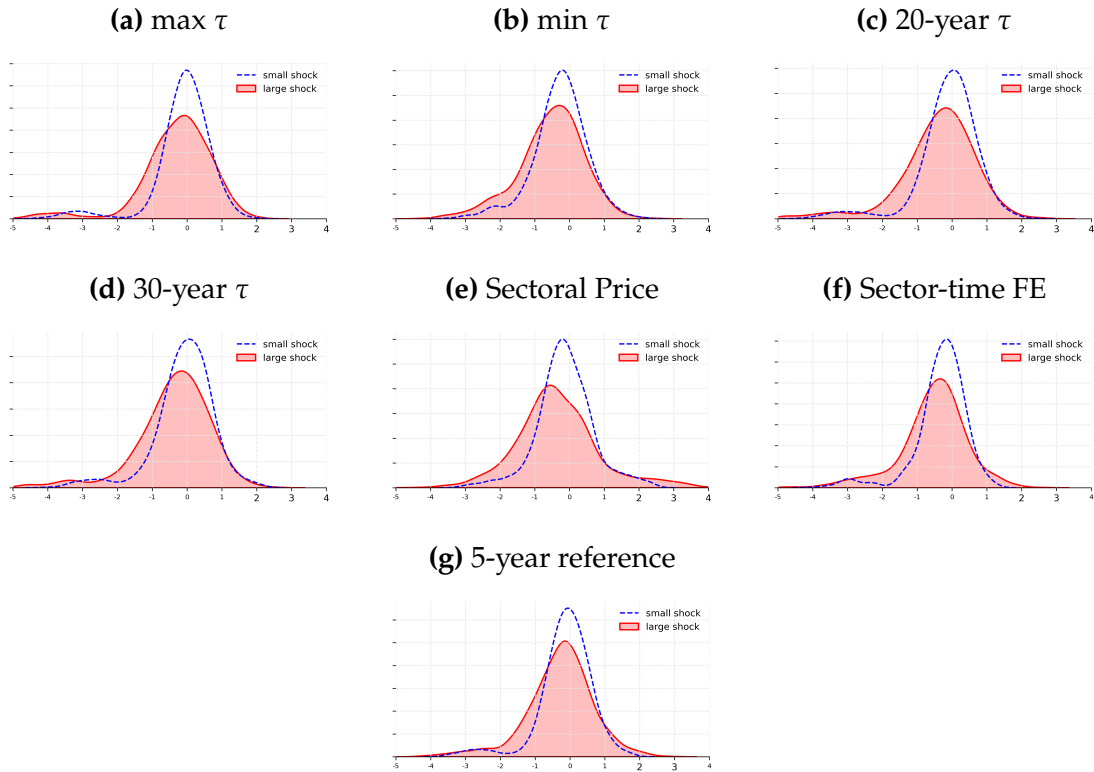 (a) max τ
(b) min τ
(c) 20-year τ
small shock
large shock
-5 -4 -3 -2 -1 0 1 2 3 4
small shock
large shock
-5 -4 -3 -2 -1 0 1 2 3 4
small shock
large shock
-5 -4 -3 -2 -1 0 1 2 3 4
(d) 30-year τ
(e) Sectoral Price
(f) Sector-time FE
small shock
large shock
-5 -4 -3 -2 -1 0 1 2 3 4
small shock
large shock
-5 -4 -3 -2 -1 0 1 2 3 4
small shock
large shock
-5 -4 -3 -2 -1 0 1 2 3 4
(g) 5-year reference
small shock
large shock
-5 -4 -3 -2 -1 0 1 2 3 4